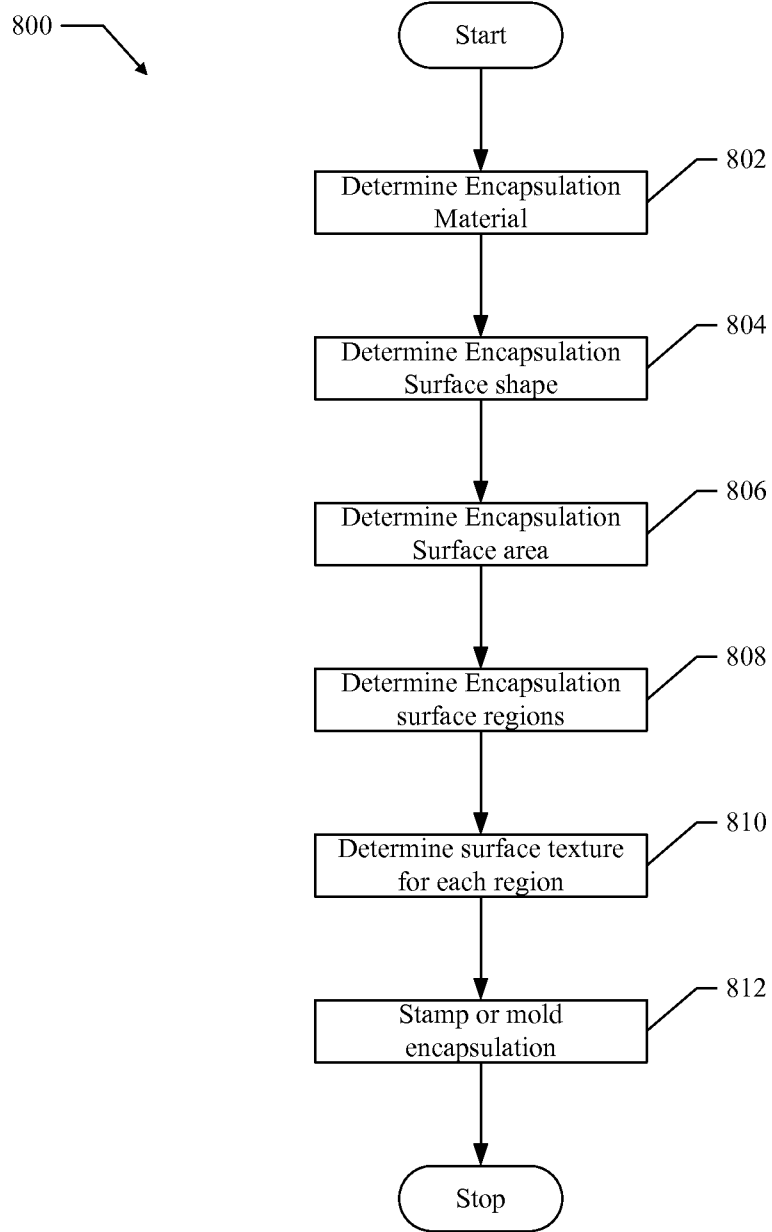 800
Start
802
Determine Encapsulation
Material
804
Determine Encapsulation
Surface shape
806
Determine Encapsulation
Surface area
808
Determine Encapsulation
surface regions
810
Determine surface texture
for each region
812
Stamp or mold
encapsulation
Stop